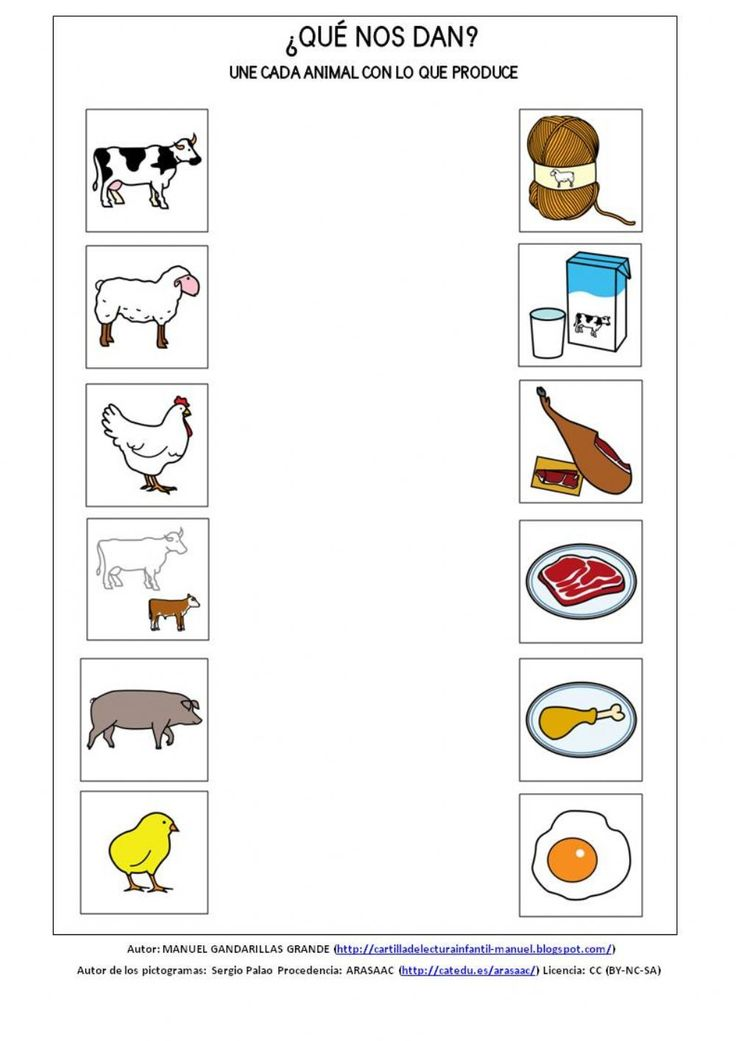 ¿QUÉ NOS DAN?
UNE CADA ANIMAL CON LO QUE PRODUCE
Autor: MANUEL GANDARILLAS GRANDE (http://cartilladelecturainfantil-manuel.blogspot.com/)
Autor de los pictogramas: Sergio Palao Procedencia: ARASAAC (http://catedu.es/arasaac/) Licencia: CC (BY-NC-SA)